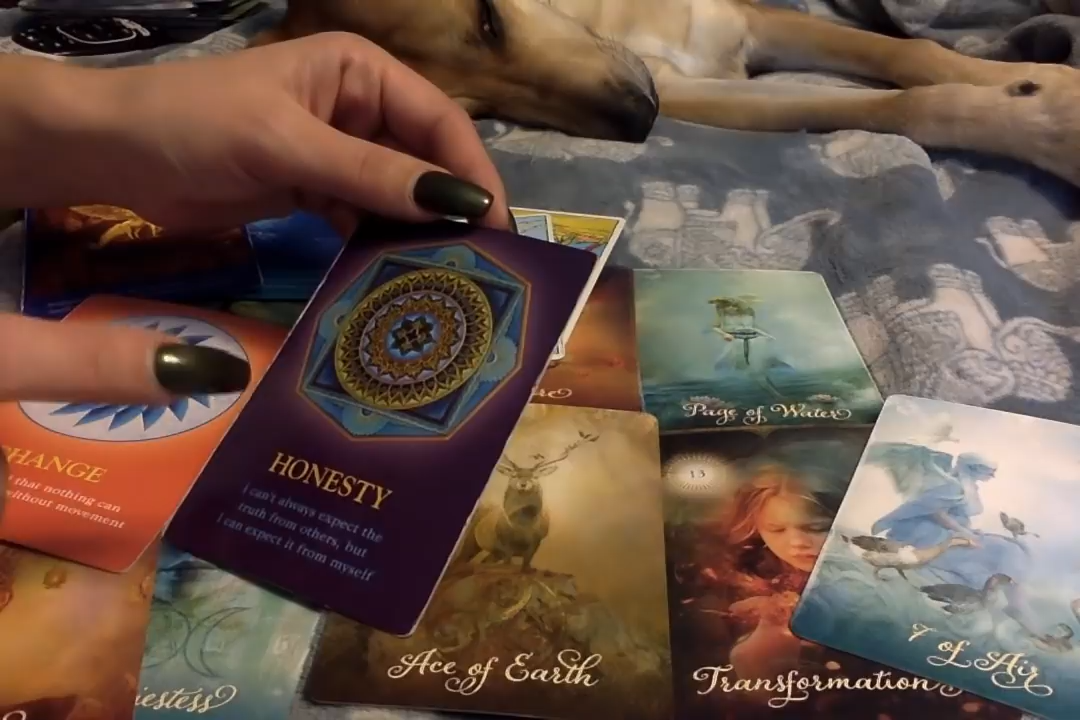 Page of Water
13
HANGE
that nothing can
without movement
HONESTY
I can't always expect the
truth from others, but
I can expect it from myself
Ace of Earth
Transformation
7 of Air
iestess